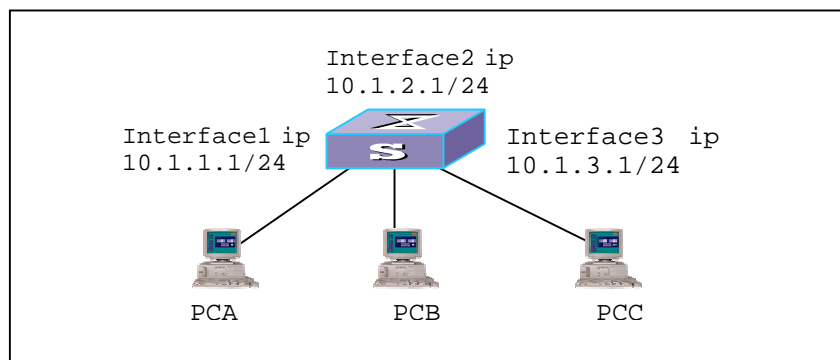 Interface2 ip
10.1.2.1/24
Interface1 ip
10.1.1.1/24
Interface3 ip
10.1.3.1/24
S
PCA
PCB
PCC